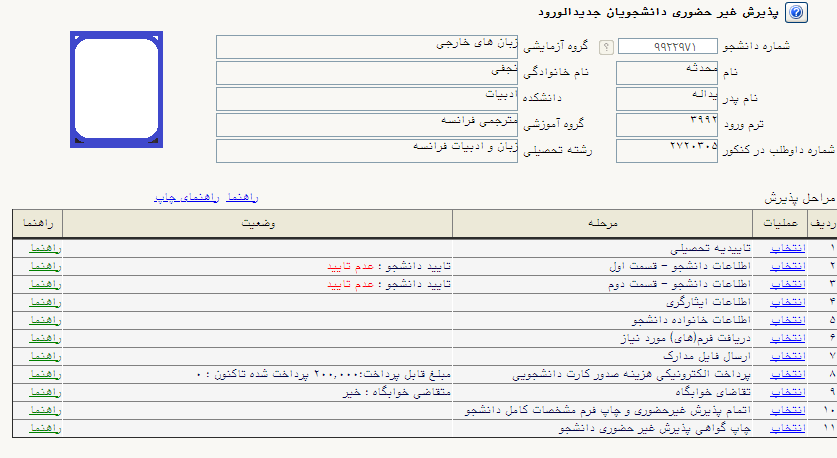 پذیرش غیر حضوری دانشجویان جدیدالورود
شماره دانشجو ۹۹۲۲۹۷۱ ؟ گروه آزمایشی زبان های خارجی
نام محدثه نام خانوادگی نجفی
نام پدر یداله دانشکده ادبیات
ترم ورود ۳۹۹۲ گروه آموزشی مترجمی فرانسه
شماره داوطلب در کنکور ۲۷۲۰۳۰۵ رشته تحصیلی زبان و ادبیات فرانسه
مراحل پذیرش راهنما راهنمای چاپ
ردیف عملیات مرحله وضعیت راهنما
۱ انتخاب تاییدیه تحصیلی راهنما
۲ انتخاب اطلاعات دانشجو - قسمت اول تایید دانشجو : عدم تایید راهنما
۳ انتخاب اطلاعات دانشجو - قسمت دوم تایید دانشجو : عدم تایید راهنما
۴ انتخاب اطلاعات ایثارگری راهنما
۵ انتخاب اطلاعات خانواده دانشجو راهنما
۶ انتخاب دریافت فرم(های) مورد نیاز راهنما
۷ انتخاب ارسال فایل مدارک راهنما
۸ انتخاب پرداخت الکترونیکی هزینه صدور کارت دانشجویی مبلغ قابل پرداخت:۲۰۰,۰۰۰ پرداخت شده تاکنون : ۰ راهنما
۹ انتخاب تقاضای خوابگاه متقاضی خوابگاه : خیر راهنما
۱۰ انتخاب اتمام پذیرش غیرحضوری و چاپ فرم مشخصات کامل دانشجو راهنما
۱۱ انتخاب چاپ گواهی پذیرش غیر حضوری دانشجو راهنما